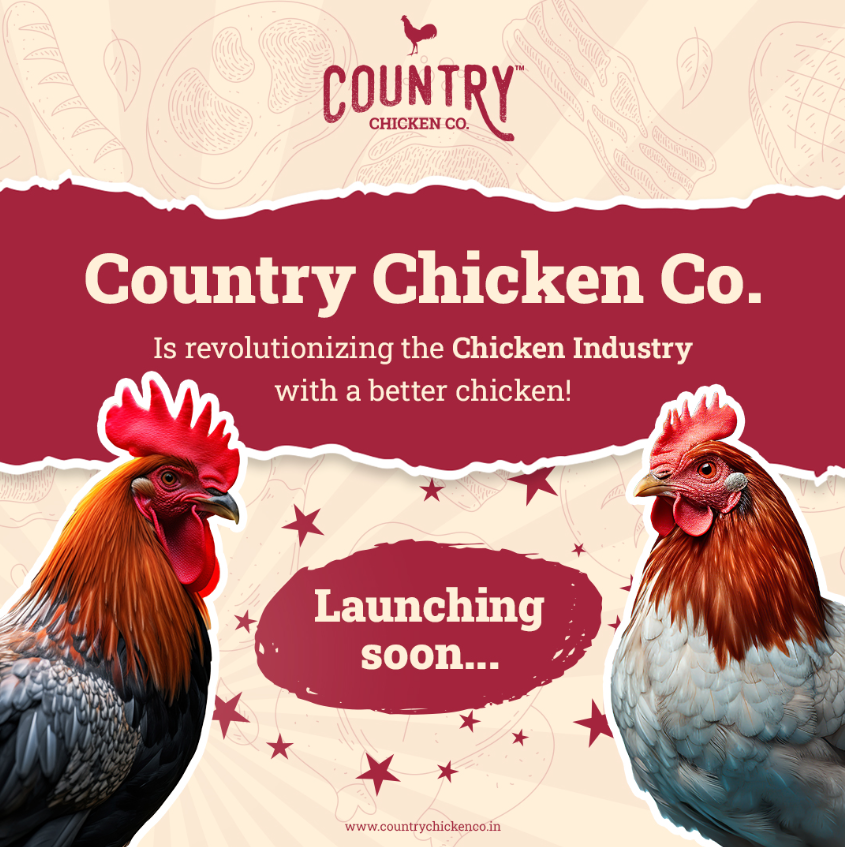 COUNTRY™
CHICKEN CO.
Country Chicken Co.
Is revolutionizing the Chicken Industry
with a better chicken!
Launching
soon...
www.countrychickenco.in